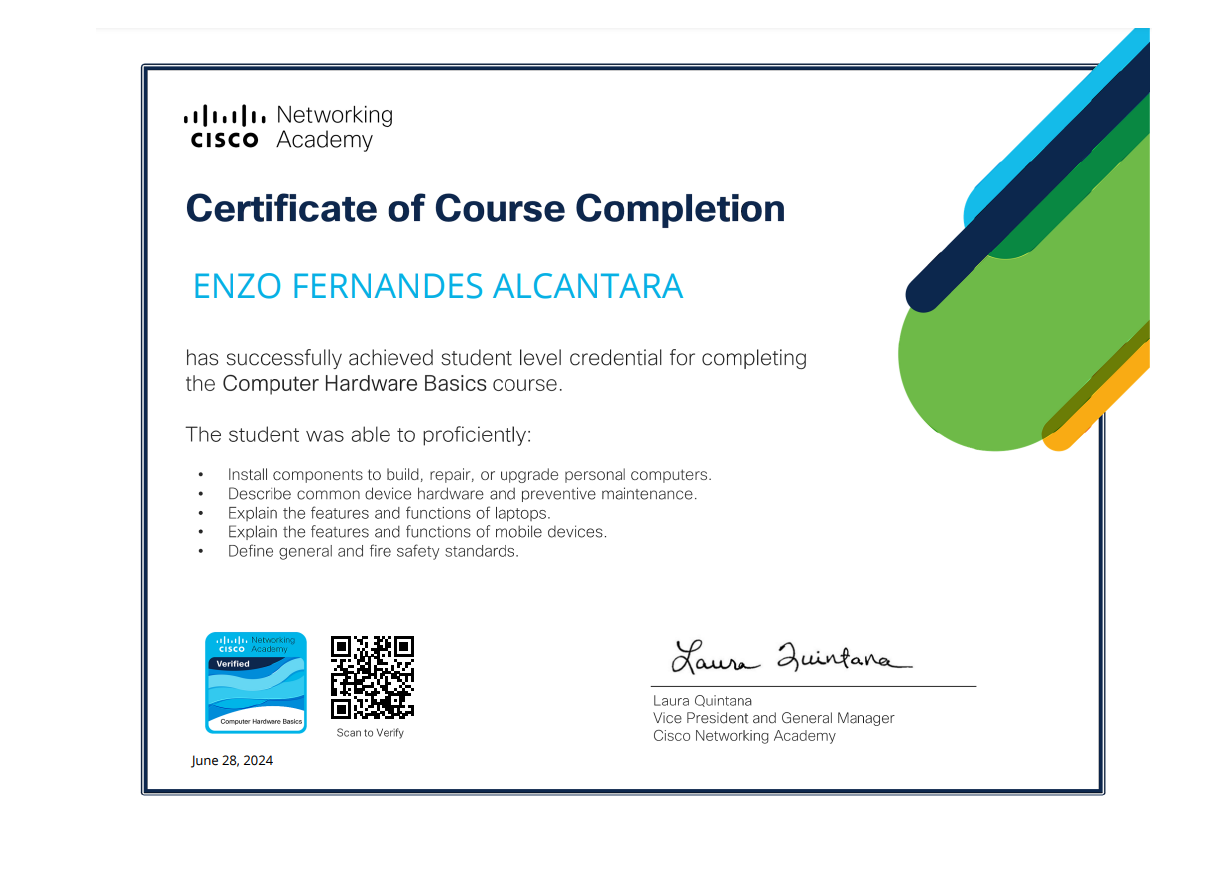 Networking
CISCO Academy
Certificate of Course Completion
ENZO FERNANDES ALCANTARA
has successfully achieved student level credential for completing
the Computer Hardware Basics course.
The student was able to proficiently:
• Install components to build, repair, or upgrade personal computers.
• Describe common device hardware and preventive maintenance.
• Explain the features and functions of laptops.
• Explain the features and functions of mobile devices.
• Define general and fire safety standards.
Networking
CISCO Academy
Verified
Computer Hardware Basics
Scan to Verify
June 28, 2024
Laura Quintana
Laura Quintana
Vice President and General Manager
Cisco Networking Academy